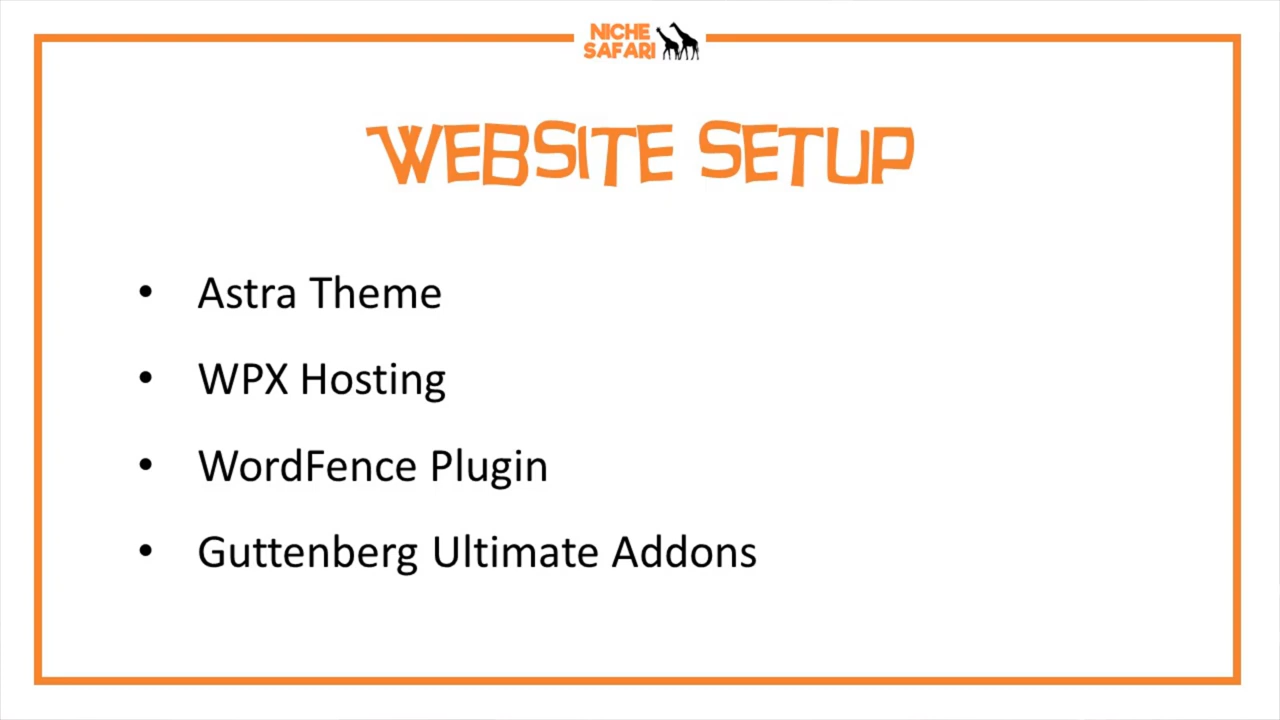 NICHE
SAFARI
WEBSITE SETUP
• Astra Theme
• WPX Hosting
• WordFence Plugin
• Guttenberg Ultimate Addons